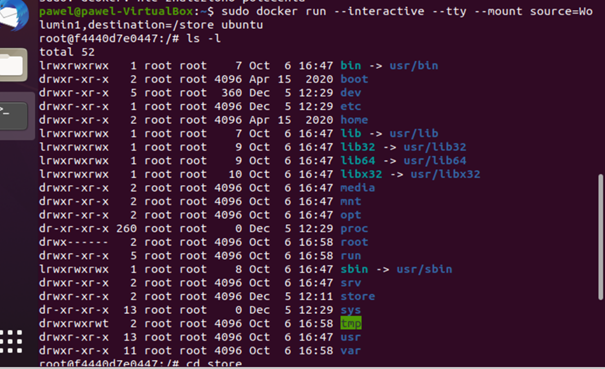 sudo: docker: nie znaleziono polecenia
pawel@pawel-VirtualBox:~$ sudo docker run --interactive --tty --mount source=Wo
lumin1,destination=/store ubuntu
root@f4440d7e0447:/# ls -l
total 52
lrwxrwxrwx   1 root root    7 Oct  6 16:47 bin -> usr/bin
drwxr-xr-x   2 root root 4096 Apr 15  2020 boot
drwxr-xr-x   5 root root  360 Dec  5 12:29 dev
drwxr-xr-x   1 root root 4096 Dec  5 12:29 etc
drwxr-xr-x   2 root root 4096 Apr 15  2020 home
lrwxrwxrwx   1 root root    7 Oct  6 16:47 lib -> usr/lib
lrwxrwxrwx   1 root root    9 Oct  6 16:47 lib32 -> usr/lib32
lrwxrwxrwx   1 root root    9 Oct  6 16:47 lib64 -> usr/lib64
lrwxrwxrwx   1 root root   10 Oct  6 16:47 libx32 -> usr/libx32
drwxr-xr-x   2 root root 4096 Oct  6 16:47 media
drwxr-xr-x   2 root root 4096 Oct  6 16:47 mnt
drwxr-xr-x   2 root root 4096 Oct  6 16:47 opt
dr-xr-xr-x 260 root root    0 Dec  5 12:29 proc
drwx------   2 root root 4096 Oct  6 16:58 root
drwxr-xr-x   5 root root 4096 Oct  6 16:58 run
lrwxrwxrwx   1 root root    8 Oct  6 16:47 sbin -> usr/sbin
drwxr-xr-x   2 root root 4096 Oct  6 16:47 srv
drwxr-xr-x   2 root root 4096 Dec  5 12:11 store
dr-xr-xr-x  13 root root    0 Dec  5 12:29 sys
drwxrwxrwt   2 root root 4096 Oct  6 16:58 tmp
drwxr-xr-x  13 root root 4096 Oct  6 16:47 usr
drwxr-xr-x  11 root root 4096 Oct  6 16:58 var
root@f4440d7e0447:/# cd store